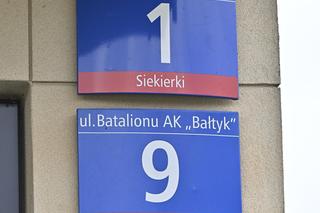 1
Siekierki
ul. Batalionu AK „Bałtyk”
9